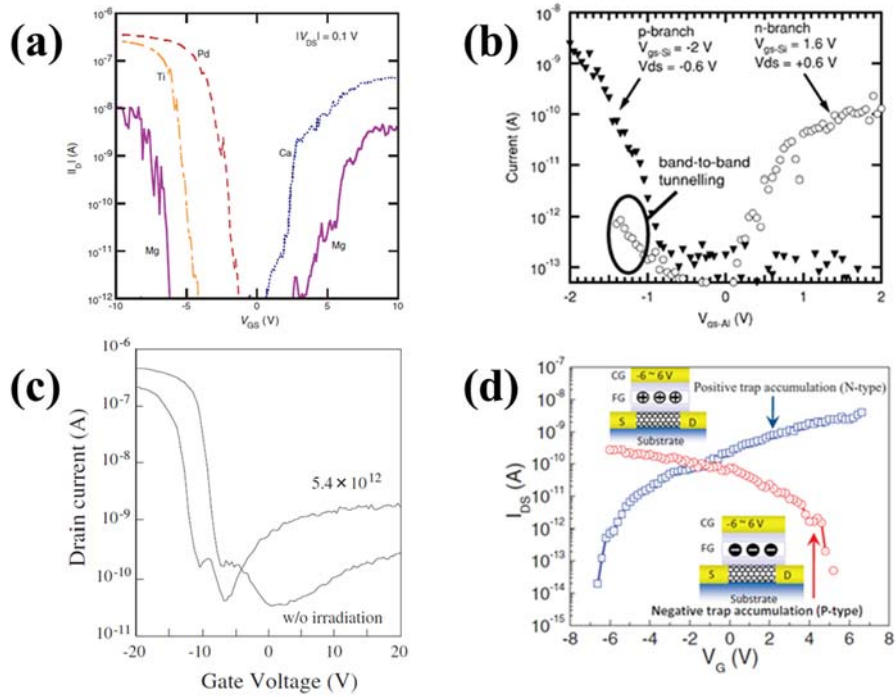 (a)
10^-6
10^-7
10^-8
10^-9
10^-10
10^-11
10^-12
|I_D| (A)
|V_DS| = 0.1 V
Ti
Pd
Ca
Mg
Mg
-10
-5
0
5
10
V_GS (V)
(b)
10^-8
10^-9
10^-10
10^-11
10^-12
10^-13
Current (A)
p-branch
V_gs-Si = -2 V
Vds = -0.6 V
n-branch
V_gs-Si = 1.6 V
Vds = +0.6 V
band-to-band
tunnelling
-2
-1
0
1
2
V_gs-Al (V)
(c)
10^-6
10^-7
10^-8
10^-9
10^-10
10^-11
Drain current (A)
5.4 × 10^12
w/o irradiation
-20
-10
0
10
20
Gate Voltage (V)
(d)
10^-7
10^-8
10^-9
10^-10
10^-11
10^-12
10^-13
10^-14
10^-15
I_DS (A)
CG
-6 ~ 6 V
FG
S
D
Substrate
Positive trap accumulation (N-type)
CG
-6 ~ 6 V
FG
S
D
Substrate
Negative trap accumulation (P-type)
-8
-6
-4
-2
0
2
4
6
8
V_G (V)